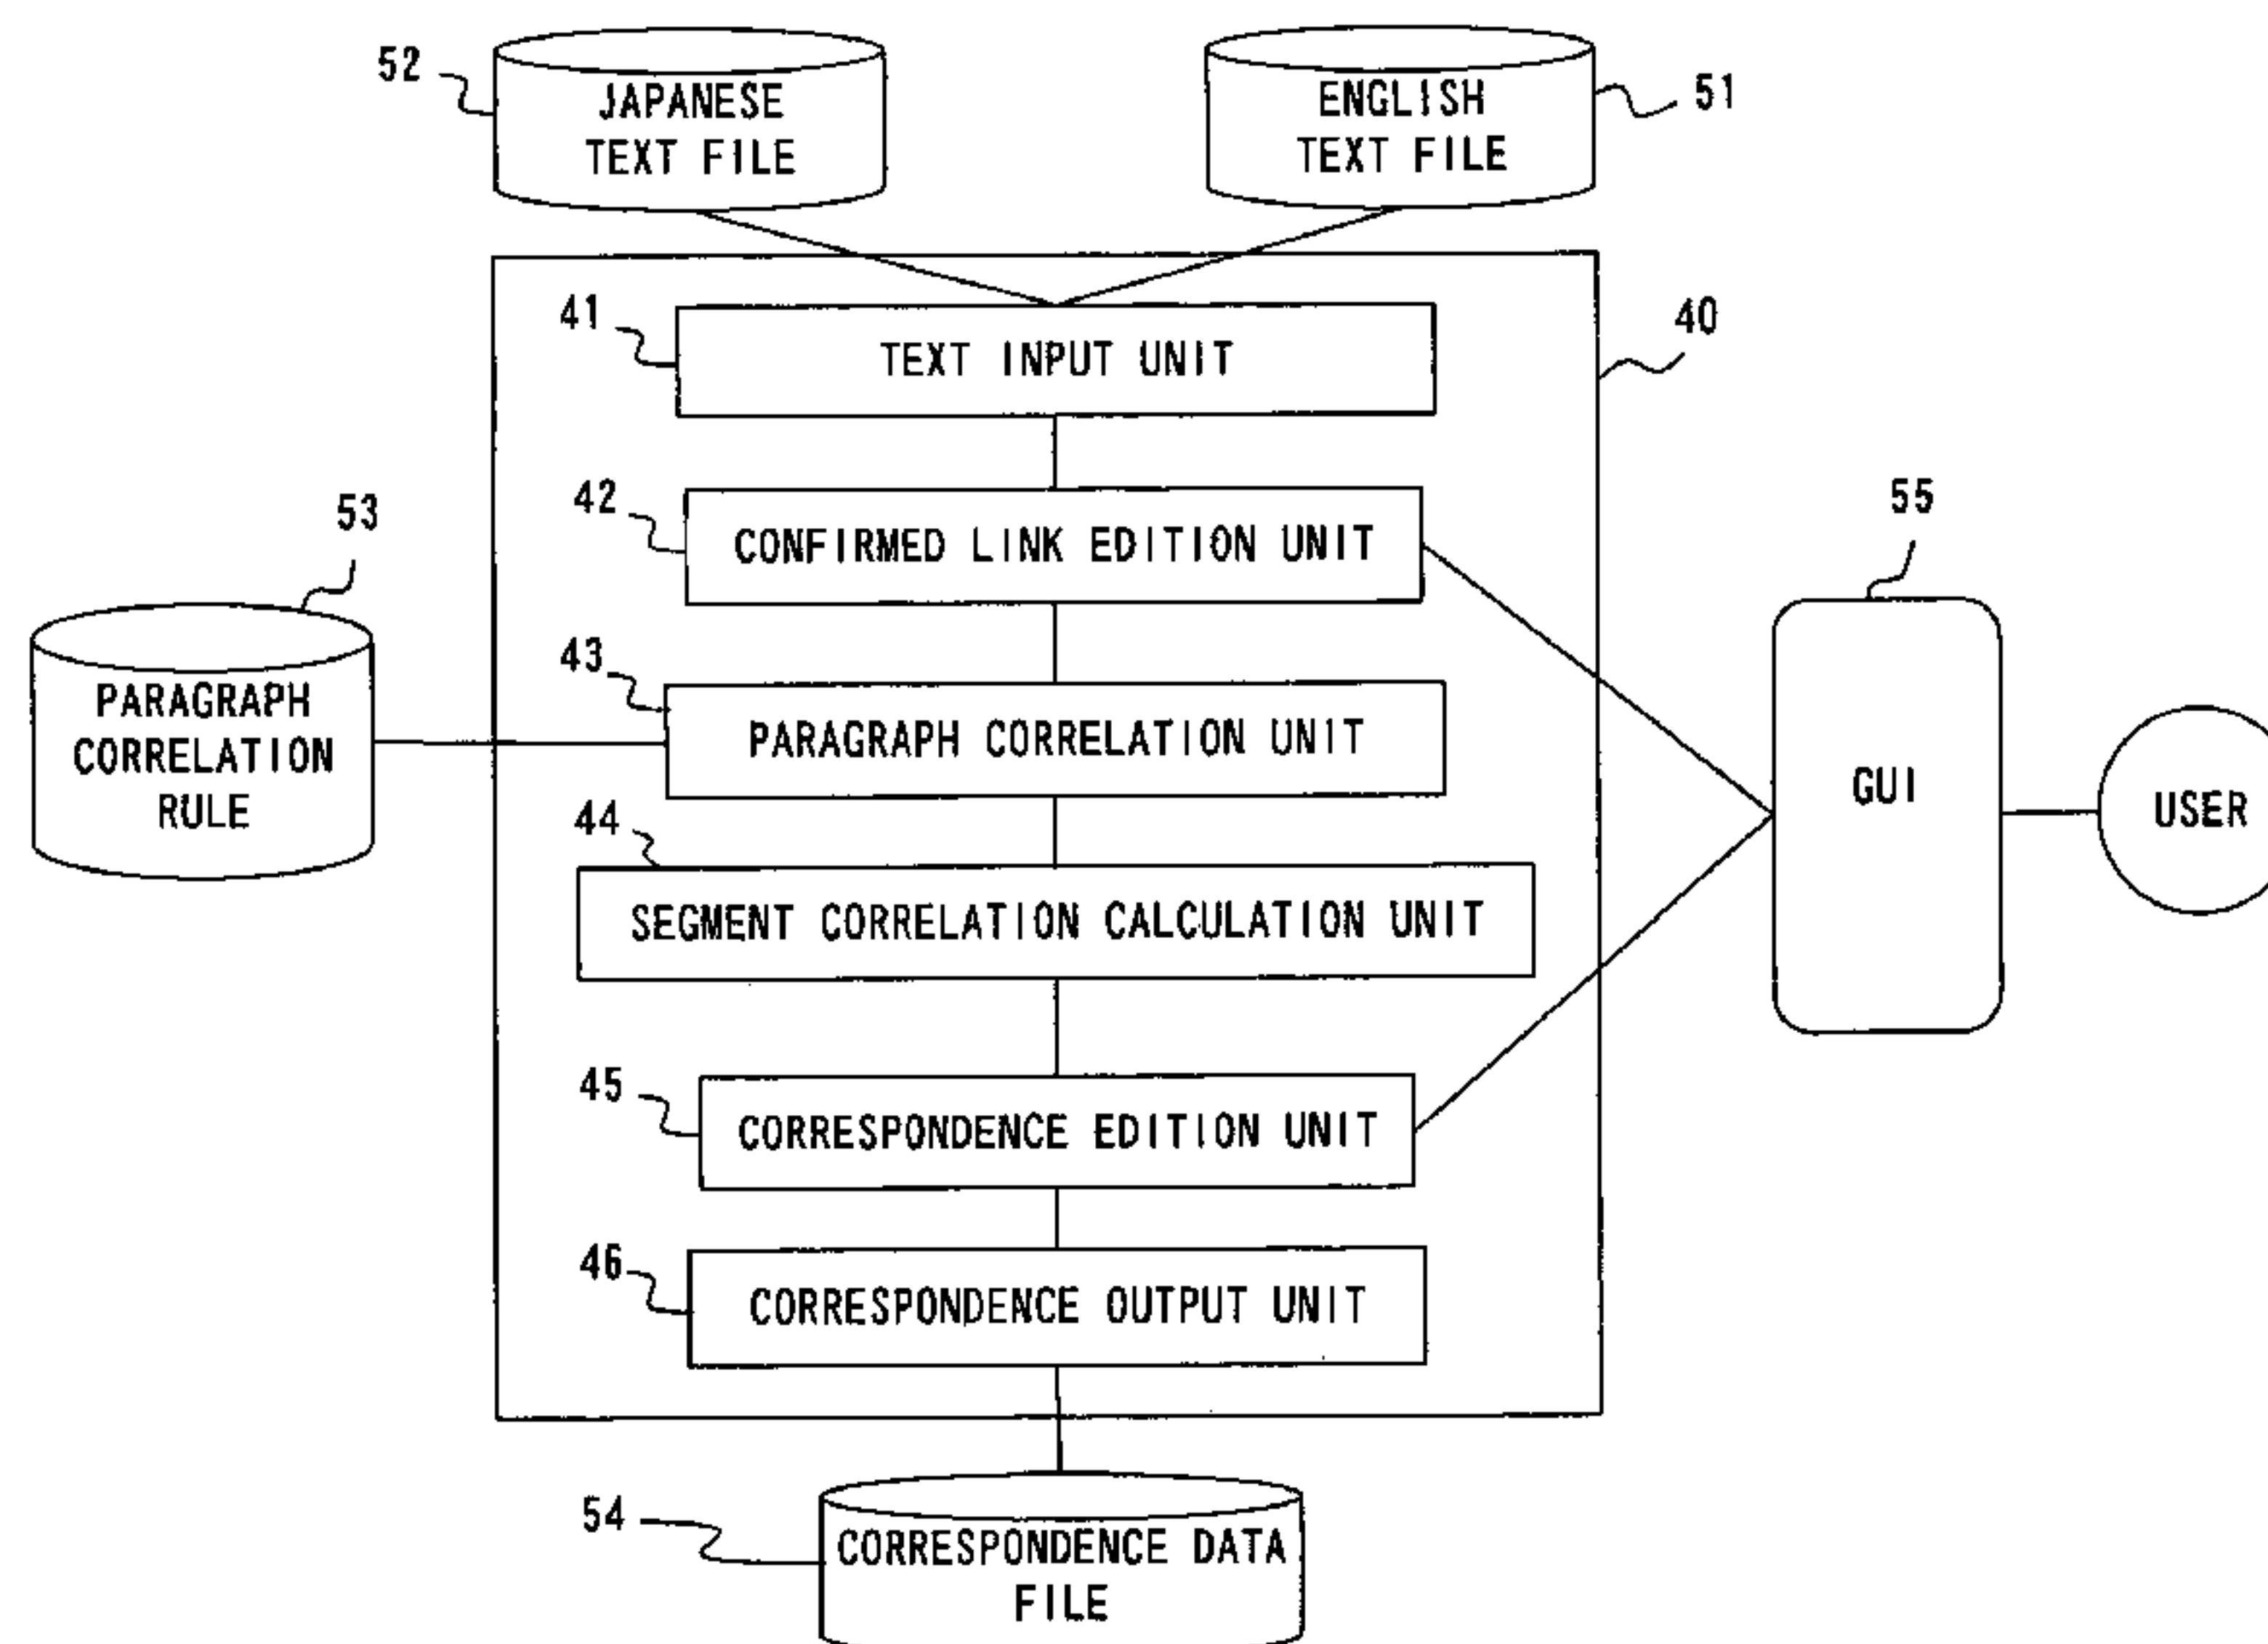 52
JAPANESE
TEXT FILE
ENGLISH
TEXT FILE
51
41
TEXT INPUT UNIT
40
42
CONFIRMED LINK EDITION UNIT
55
53
PARAGRAPH
CORRELATION
RULE
43
PARAGRAPH CORRELATION UNIT
GUI
USER
44
SEGMENT CORRELATION CALCULATION UNIT
45
CORRESPONDENCE EDITION UNIT
46
CORRESPONDENCE OUTPUT UNIT
54
CORRESPONDENCE DATA
FILE